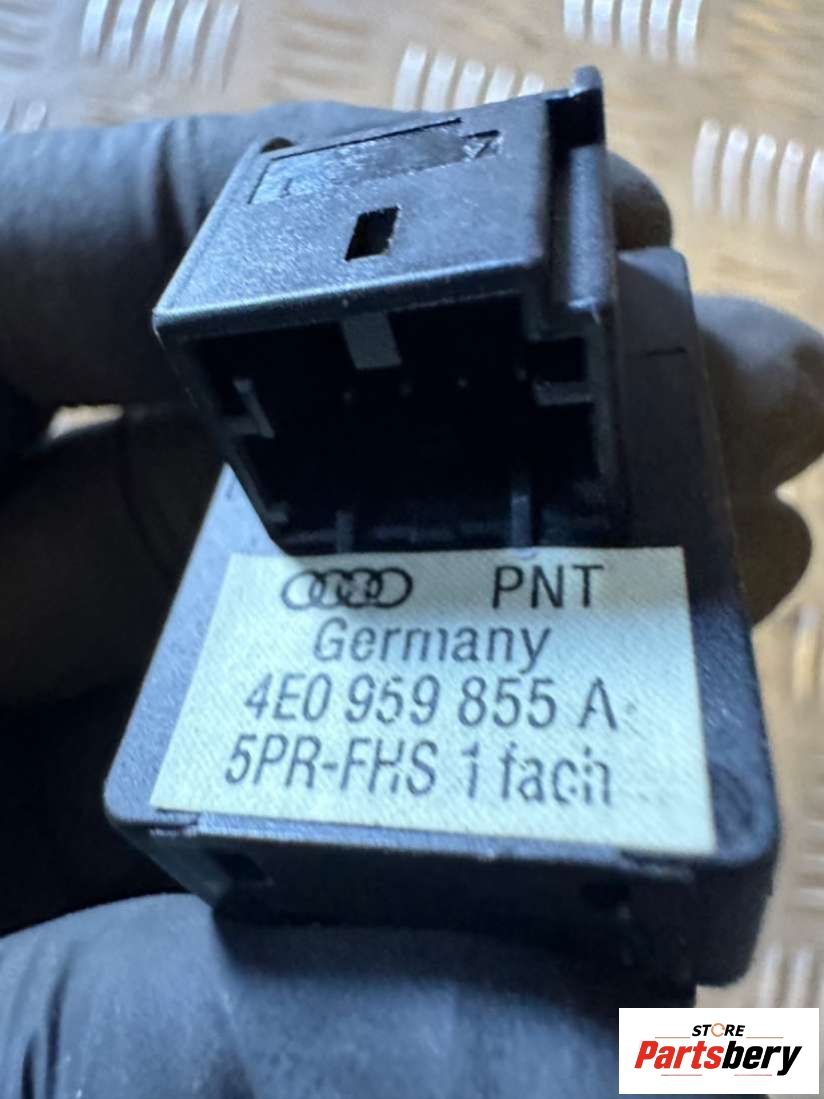 PNT
Germany
4E0 959 855 A
5PR-FHS 1 fach
STORE
Partsbery